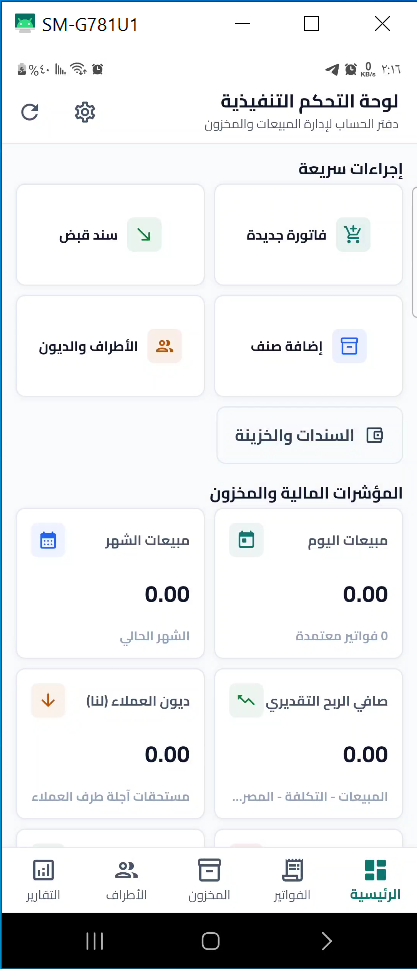 SM-G781U1
٢:١٦ 0 KB/s ٪٤٠
لوحة التحكم التنفيذية
دفتر الحساب لإدارة المبيعات والمخزون
إجراءات سريعة
فاتورة جديدة
سند قبض
إضافة صنف
الأطراف والديون
السندات والخزينة
المؤشرات المالية والمخزون
مبيعات اليوم
0.00
0 فواتير معتمدة
مبيعات الشهر
0.00
الشهر الحالي
صافي الربح التقديري
0.00
المبيعات - التكلفة - المصر...
ديون العملاء (لنا)
0.00
مستحقات آجلة طرف العملاء
الرئيسية
الفواتير
المخزون
الأطراف
التقارير